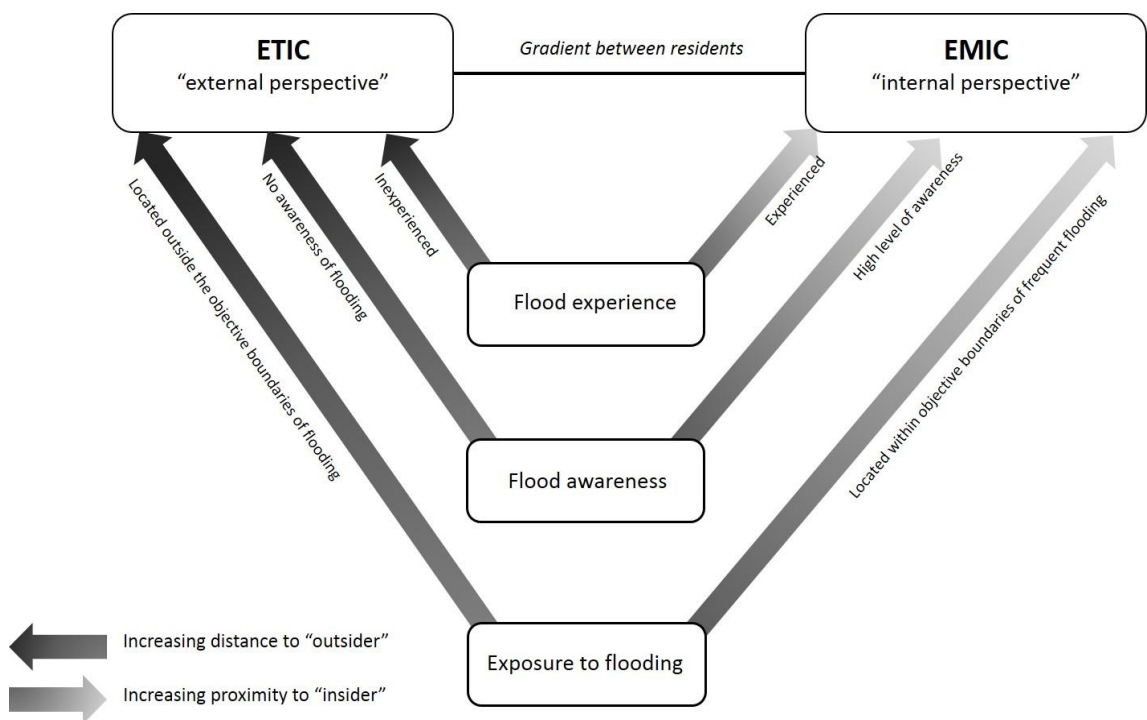 ETIC
“external perspective”
Gradient between residents
EMIC
“internal perspective”
Located outside the objective boundaries of flooding
No awareness of flooding
Inexperienced
Experienced
High level of awareness
Located within objective boundaries of frequent flooding
Flood experience
Flood awareness
Exposure to flooding
Increasing distance to “outsider”
Increasing proximity to “insider”